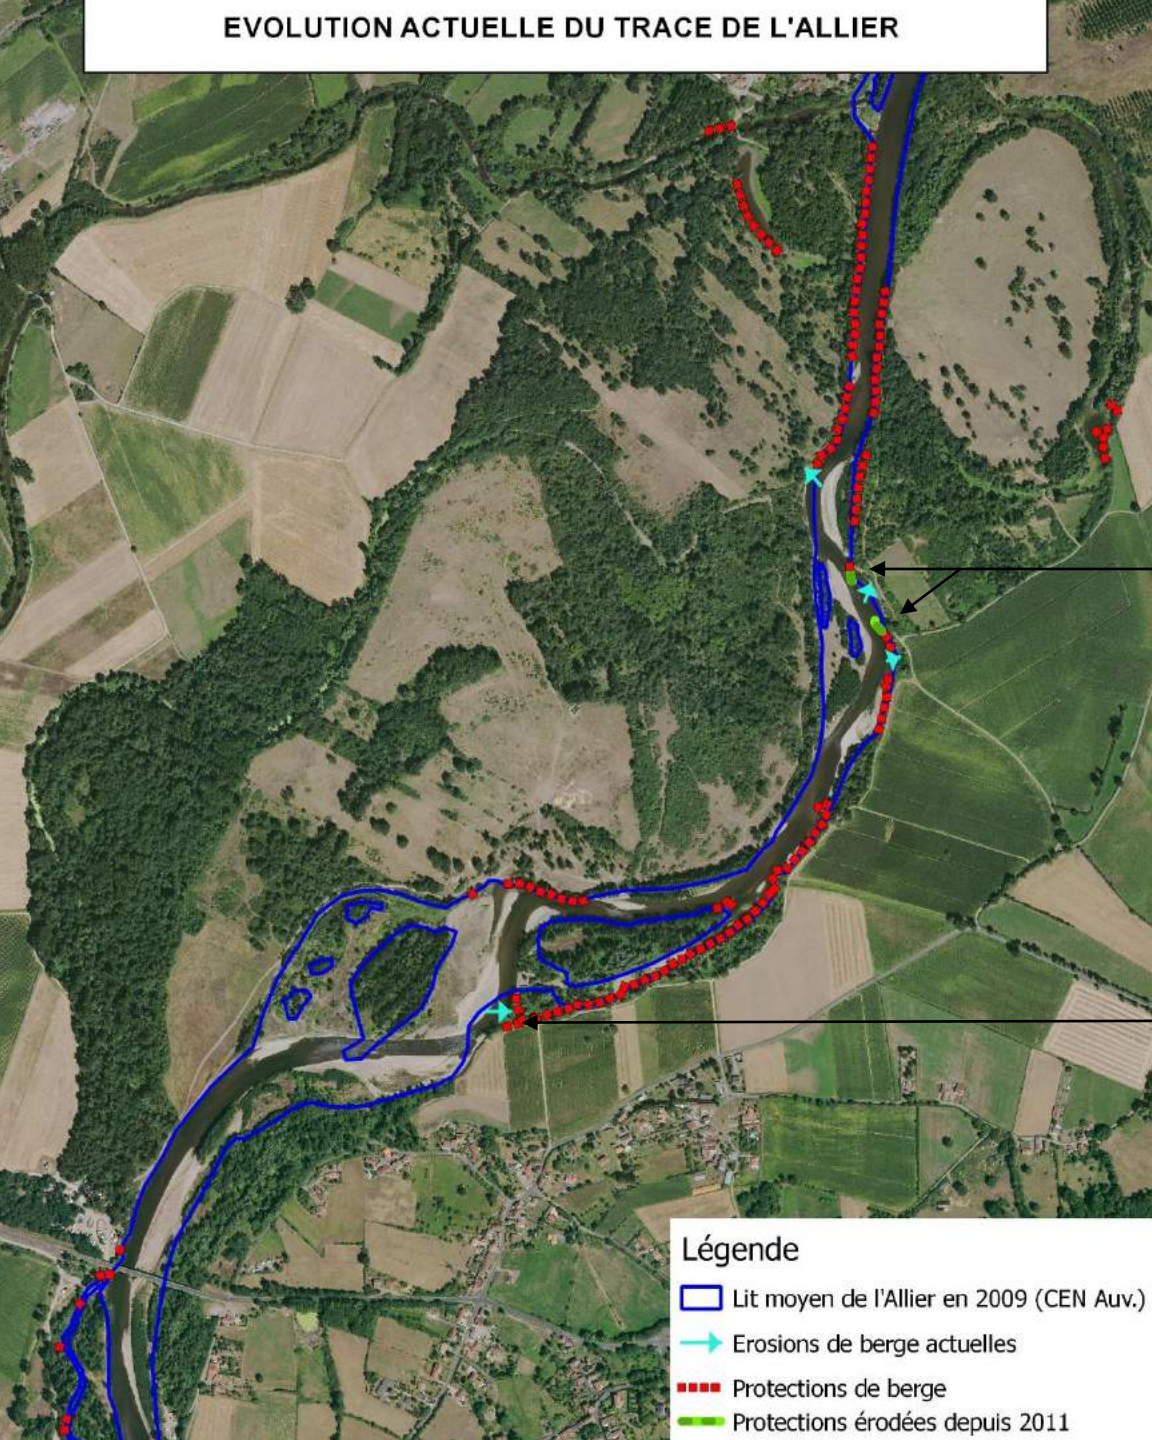 EVOLUTION ACTUELLE DU TRACE DE L'ALLIER
Légende
Lit moyen de l'Allier en 2009 (CEN Auv.)
Erosions de berge actuelles
Protections de berge
Protections érodées depuis 2011